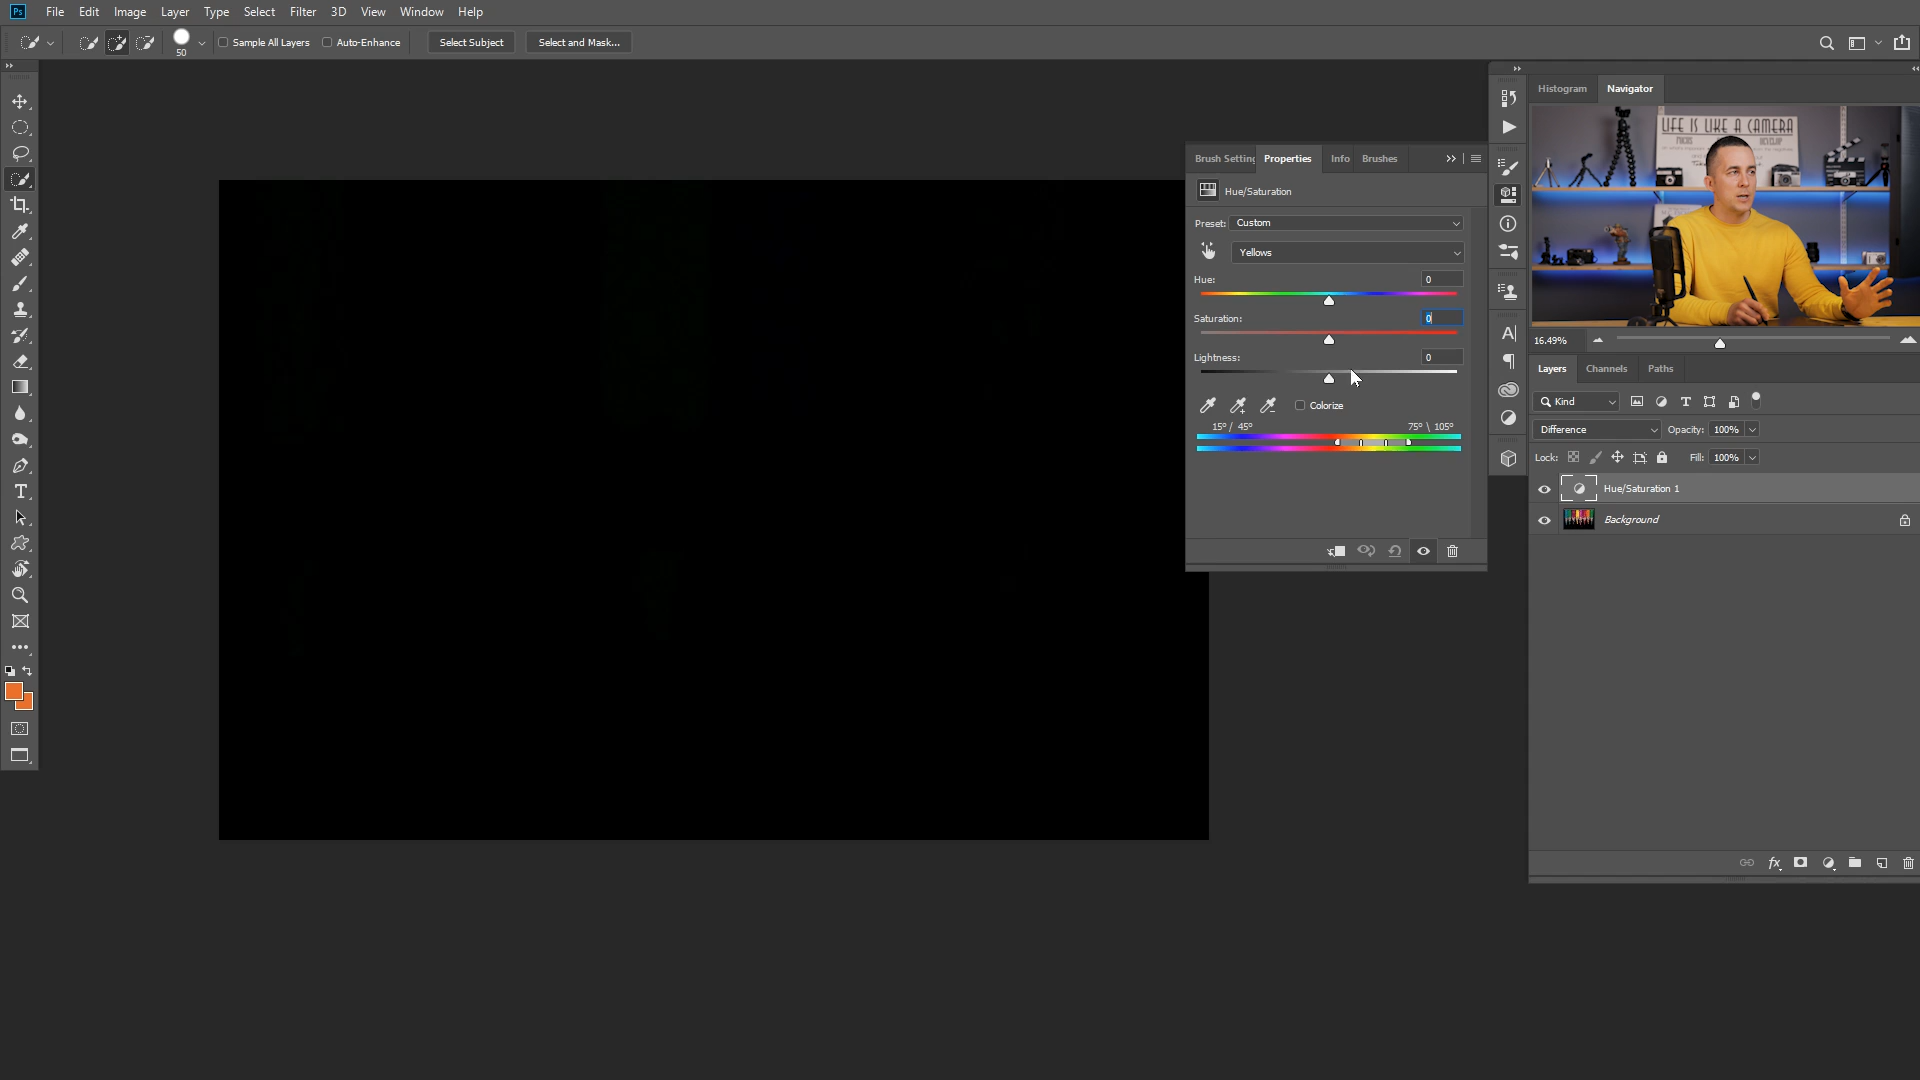 Ps File Edit Image Layer Type Select Filter 3D View Window Help
50 Sample All Layers Auto-Enhance Select Subject Select and Mask...
Histogram Navigator
LIFE IS LIKE A CAMERA
16.49%
Brush Setting Properties Info Brushes
Hue/Saturation
Preset: Custom
Yellows
Hue: 0
Saturation: 0
Lightness: 0
Colorize
15° / 45° 75° \ 105°
Layers Channels Paths
Kind
Difference Opacity: 100%
Lock: Fill: 100%
Hue/Saturation 1
Background